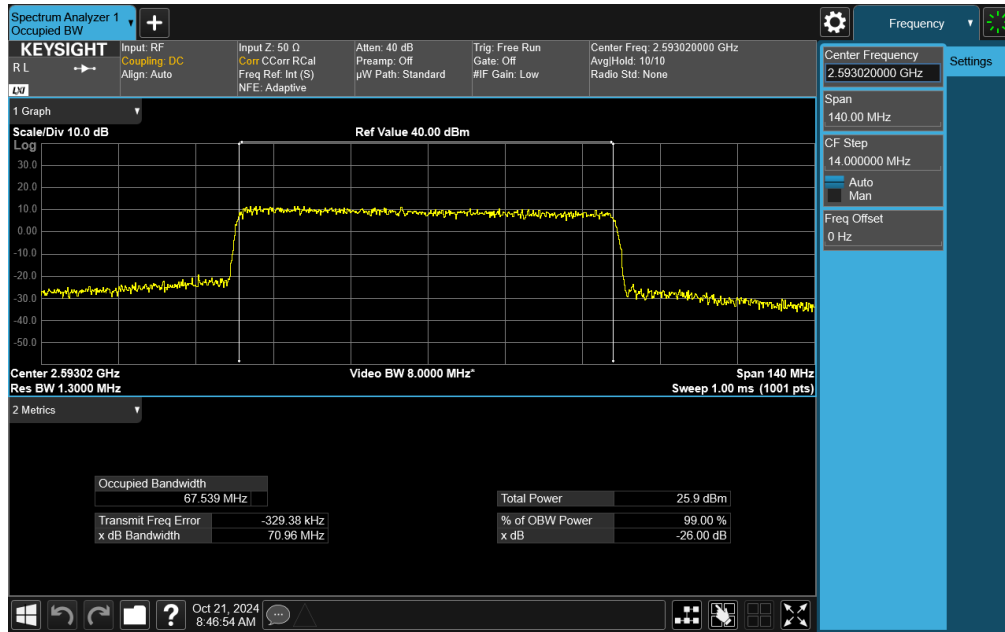 Spectrum Analyzer 1
Occupied BW
Frequency
KEYSIGHT
R L
LXI
Input: RF
Coupling: DC
Align: Auto
Input Z: 50 Ω
Corr CCorr RCal
Freq Ref: Int (S)
NFE: Adaptive
Atten: 40 dB
Preamp: Off
µW Path: Standard
Trig: Free Run
Gate: Off
#IF Gain: Low
Center Freq: 2.593020000 GHz
Avg|Hold: 10/10
Radio Std: None
Center Frequency
2.593020000 GHz
Settings
Span
140.00 MHz
CF Step
14.000000 MHz
Auto
Man
Freq Offset
0 Hz
1 Graph
Scale/Div 10.0 dB
Ref Value 40.00 dBm
Log
30.0
20.0
10.0
0.00
-10.0
-20.0
-30.0
-40.0
-50.0
Center 2.59302 GHz
Video BW 8.0000 MHz*
Span 140 MHz
Res BW 1.3000 MHz
Sweep 1.00 ms (1001 pts)
2 Metrics
Occupied Bandwidth
67.539 MHz
Transmit Freq Error -329.38 kHz
x dB Bandwidth 70.96 MHz
Total Power 25.9 dBm
% of OBW Power 99.00 %
x dB -26.00 dB
?
Oct 21, 2024
8:46:54 AM